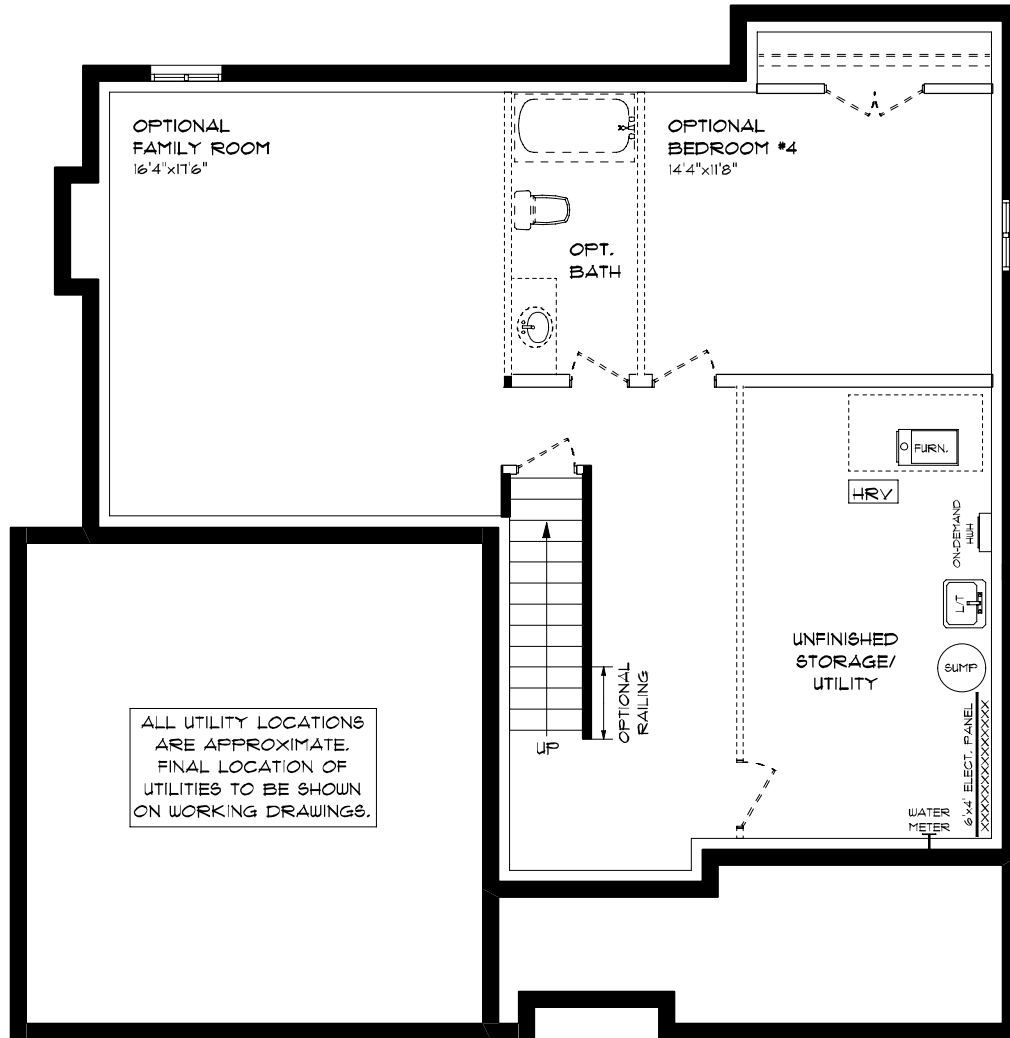 OPTIONAL
FAMILY ROOM
16'4"x17'6"
OPTIONAL
BEDROOM #4
14'4"x11'8"
OPT.
BATH
FURN.
HRV
ON-DEMAND
HWH
L/T
UNFINISHED
STORAGE/
UTILITY
SUMP
OPTIONAL
RAILING
UP
6'x4' ELECT. PANEL
WATER
METER
ALL UTILITY LOCATIONS
ARE APPROXIMATE.
FINAL LOCATION OF
UTILITIES TO BE SHOWN
ON WORKING DRAWINGS.